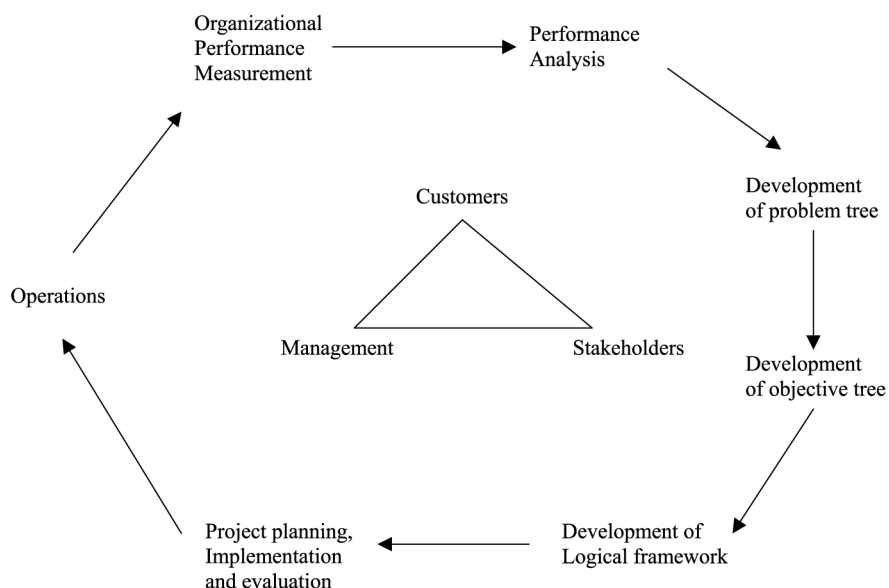 Organizational
Performance
Measurement
Performance
Analysis
Development
of problem tree
Customers
Operations
Management
Stakeholders
Development
of objective tree
Project planning,
Implementation
and evaluation
Development of
Logical framework